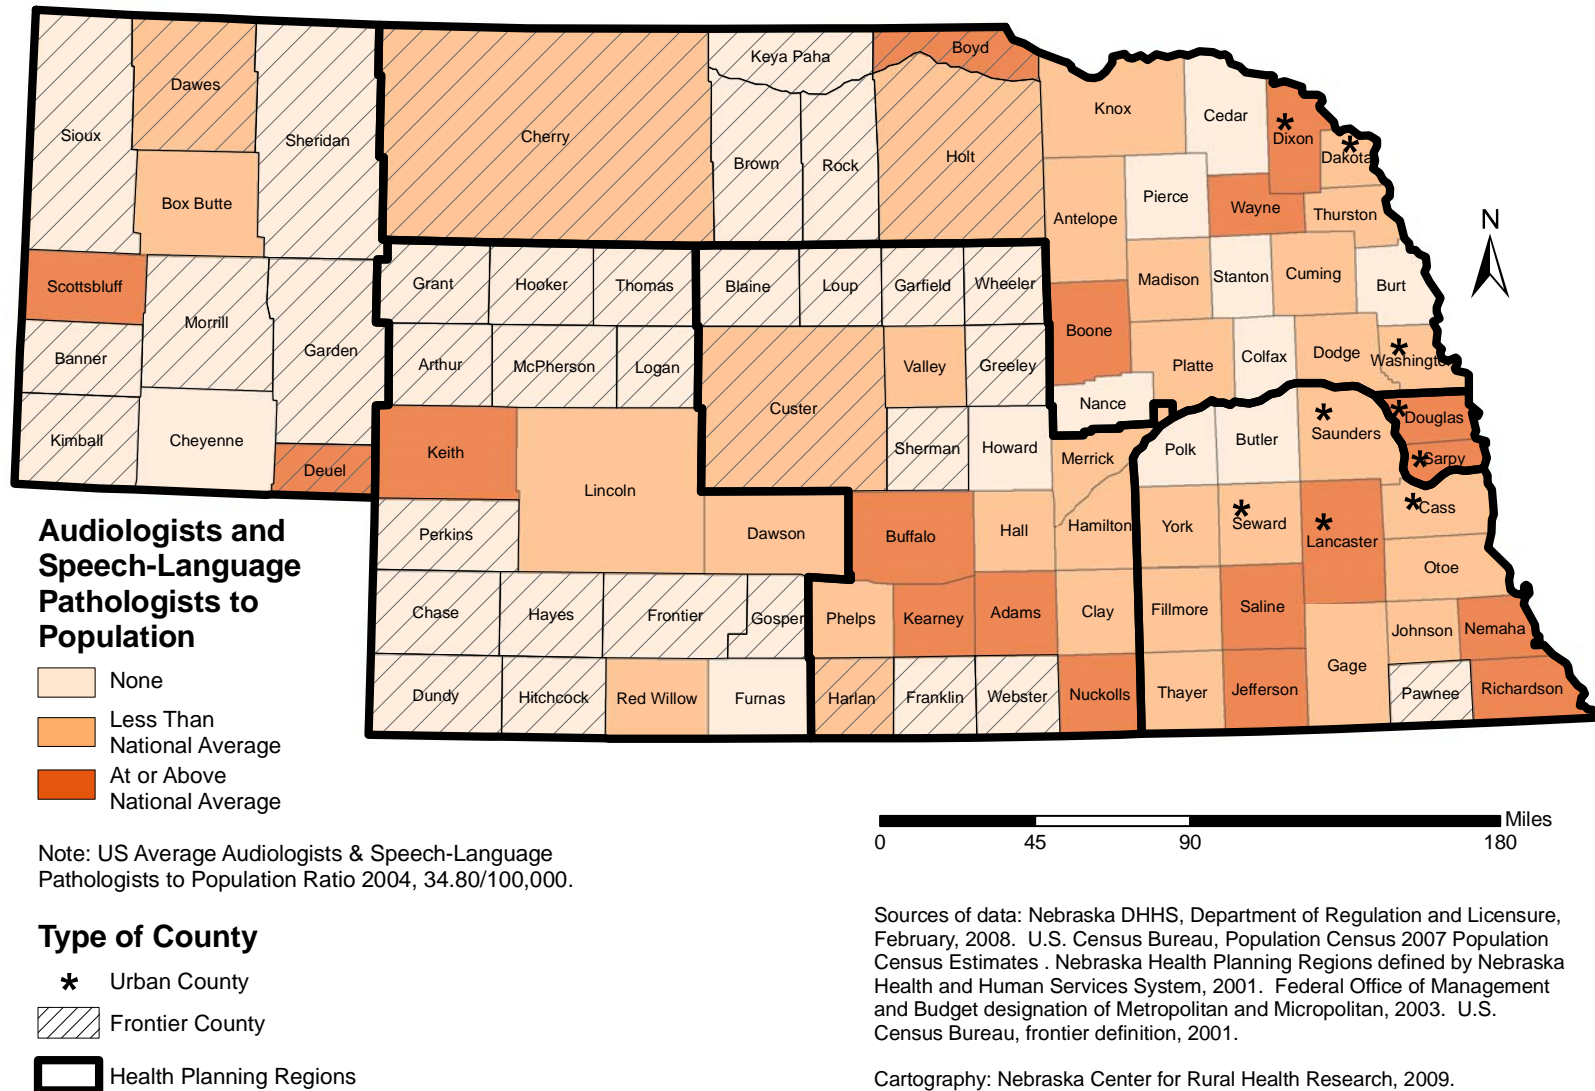 Keya Paha
Boyd
Dawes
Sioux
Sheridan
Cherry
Brown
Rock
Holt
Knox
Cedar
Dixon
Dakota
Box Butte
Antelope
Pierce
Wayne
Thurston
N
Scottsbluff
Morrill
Garden
Banner
Kimball
Cheyenne
Deuel
Grant
Hooker
Thomas
Blaine
Loup
Garfield
Wheeler
Madison
Stanton
Cuming
Burt
Boone
Platte
Colfax
Dodge
Washington
Arthur
McPherson
Logan
Custer
Valley
Greeley
Nance
Keith
Lincoln
Sherman
Howard
Merrick
Polk
Butler
Saunders
Douglas
Sarpy
Perkins
Dawson
Buffalo
Hall
Hamilton
York
Seward
Lancaster
Cass
Otoe
Chase
Hayes
Frontier
Gosper
Phelps
Kearney
Adams
Clay
Fillmore
Saline
Johnson
Nemaha
Dundy
Hitchcock
Red Willow
Furnas
Harlan
Franklin
Webster
Nuckolls
Thayer
Jefferson
Gage
Pawnee
Richardson
Audiologists and
Speech-Language
Pathologists to
Population
None
Less Than
National Average
At or Above
National Average
Note: US Average Audiologists & Speech-Language
Pathologists to Population Ratio 2004, 34.80/100,000.
Type of County
* Urban County
Frontier County
Health Planning Regions
Miles
0 45 90 180
Sources of data: Nebraska DHHS, Department of Regulation and Licensure,
February, 2008. U.S. Census Bureau, Population Census 2007 Population
Census Estimates . Nebraska Health Planning Regions defined by Nebraska
Health and Human Services System, 2001. Federal Office of Management
and Budget designation of Metropolitan and Micropolitan, 2003. U.S.
Census Bureau, frontier definition, 2001.
Cartography: Nebraska Center for Rural Health Research, 2009.